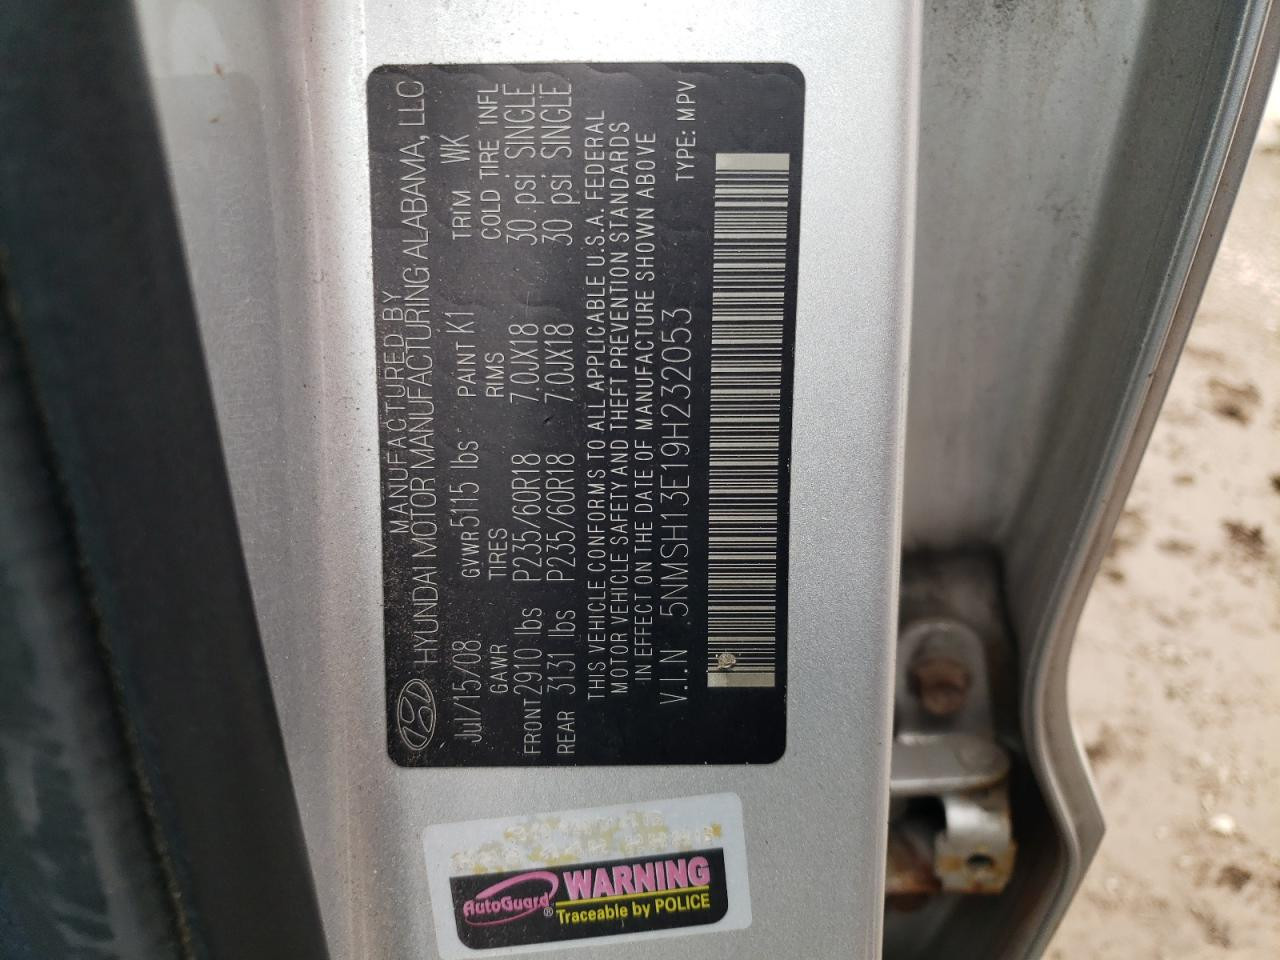 MANUFACTURED BY
HYUNDAI MOTOR MANUFACTURING ALABAMA, LLC
Jul/15/08 GVWR 5115 lbs PAINT K1 TRIM WK
GAWR TIRES RIMS COLD TIRE INFL
FRONT 2910 lbs P235/60R18 7.0JX18 30 psi SINGLE
REAR 3131 lbs P235/60R18 7.0JX18 30 psi SINGLE
THIS VEHICLE CONFORMS TO ALL APPLICABLE U.S.A. FEDERAL
MOTOR VEHICLE SAFETY AND THEFT PREVENTION STANDARDS
IN EFFECT ON THE DATE OF MANUFACTURE SHOWN ABOVE
V.I.N 5NMSH13E19H232053 TYPE: MPV
AutoGuard® WARNING
Traceable by POLICE